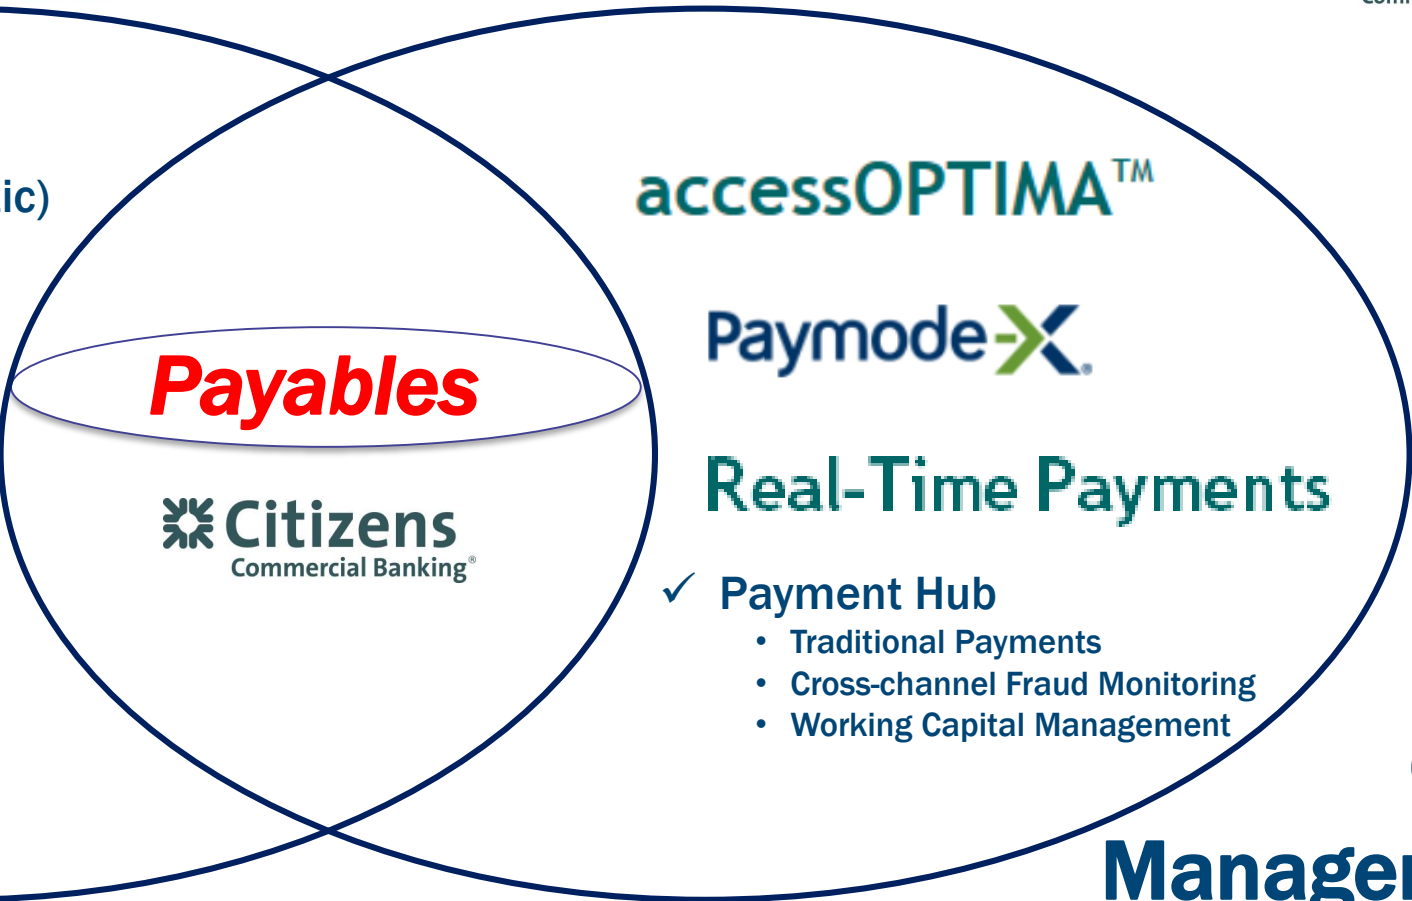 accessOPTIMA™
Paymode-X®
Payables
Real-Time Payments
Citizens
Commercial Banking®
✓ Payment Hub
• Traditional Payments
• Cross-channel Fraud Monitoring
• Working Capital Management